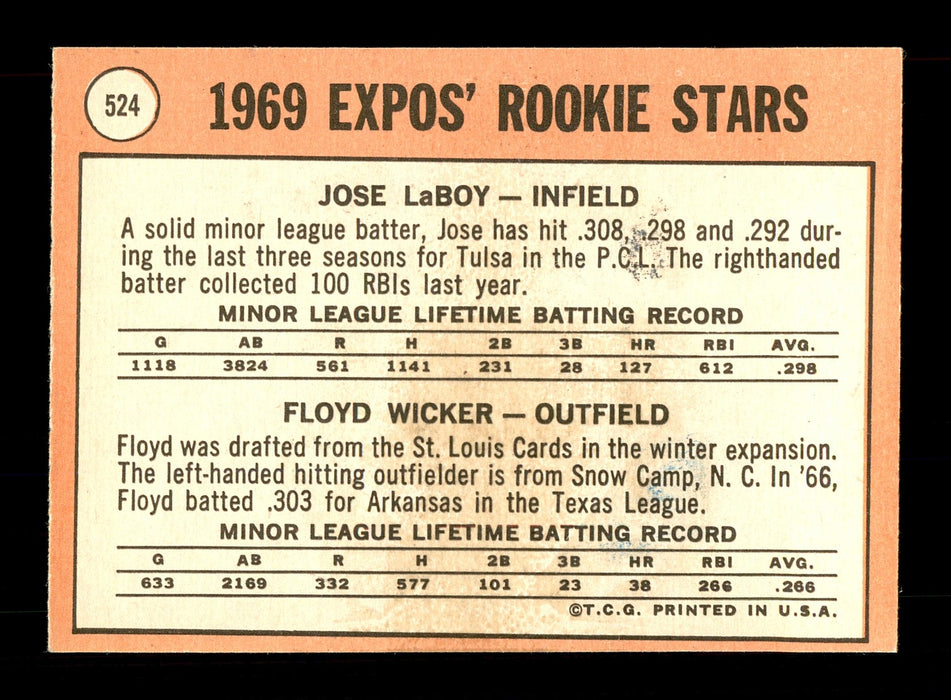 524
1969 EXPOS' ROOKIE STARS
JOSE LaBOY — INFIELD
A solid minor league batter, Jose has hit .308, .298 and .292 dur-
ing the last three seasons for Tulsa in the P.C.L. The righthanded
batter collected 100 RBIs last year.
MINOR LEAGUE LIFETIME BATTING RECORD
G AB R H 2B 3B HR RBI AVG.
1118 3824 561 1141 231 28 127 612 .298
FLOYD WICKER — OUTFIELD
Floyd was drafted from the St. Louis Cards in the winter expansion.
The left-handed hitting outfielder is from Snow Camp, N. C. In '66,
Floyd batted .303 for Arkansas in the Texas League.
MINOR LEAGUE LIFETIME BATTING RECORD
G AB R H 2B 3B HR RBI AVG.
633 2169 332 577 101 23 38 266 .266
©T.C.G. PRINTED IN U.S.A.